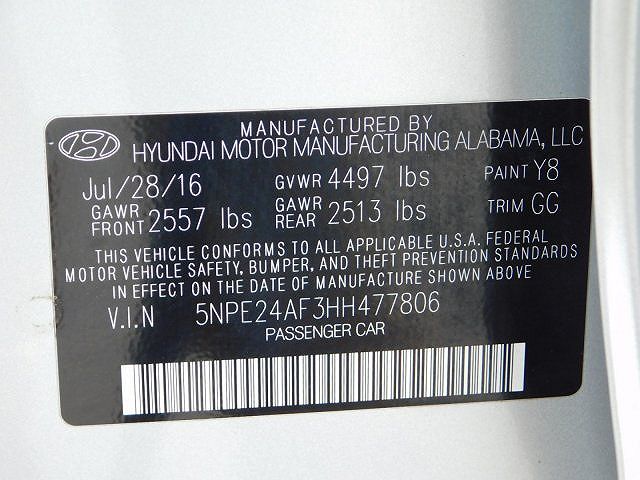 MANUFACTURED BY
HYUNDAI MOTOR MANUFACTURING ALABAMA, LLC
Jul/28/16 GVWR 4497 lbs PAINT Y8
GAWR FRONT 2557 lbs GAWR REAR 2513 lbs TRIM GG
THIS VEHICLE CONFORMS TO ALL APPLICABLE U.S.A. FEDERAL
MOTOR VEHICLE SAFETY, BUMPER, AND THEFT PREVENTION STANDARDS
IN EFFECT ON THE DATE OF MANUFACTURE SHOWN ABOVE
V.I.N 5NPE24AF3HH477806
PASSENGER CAR